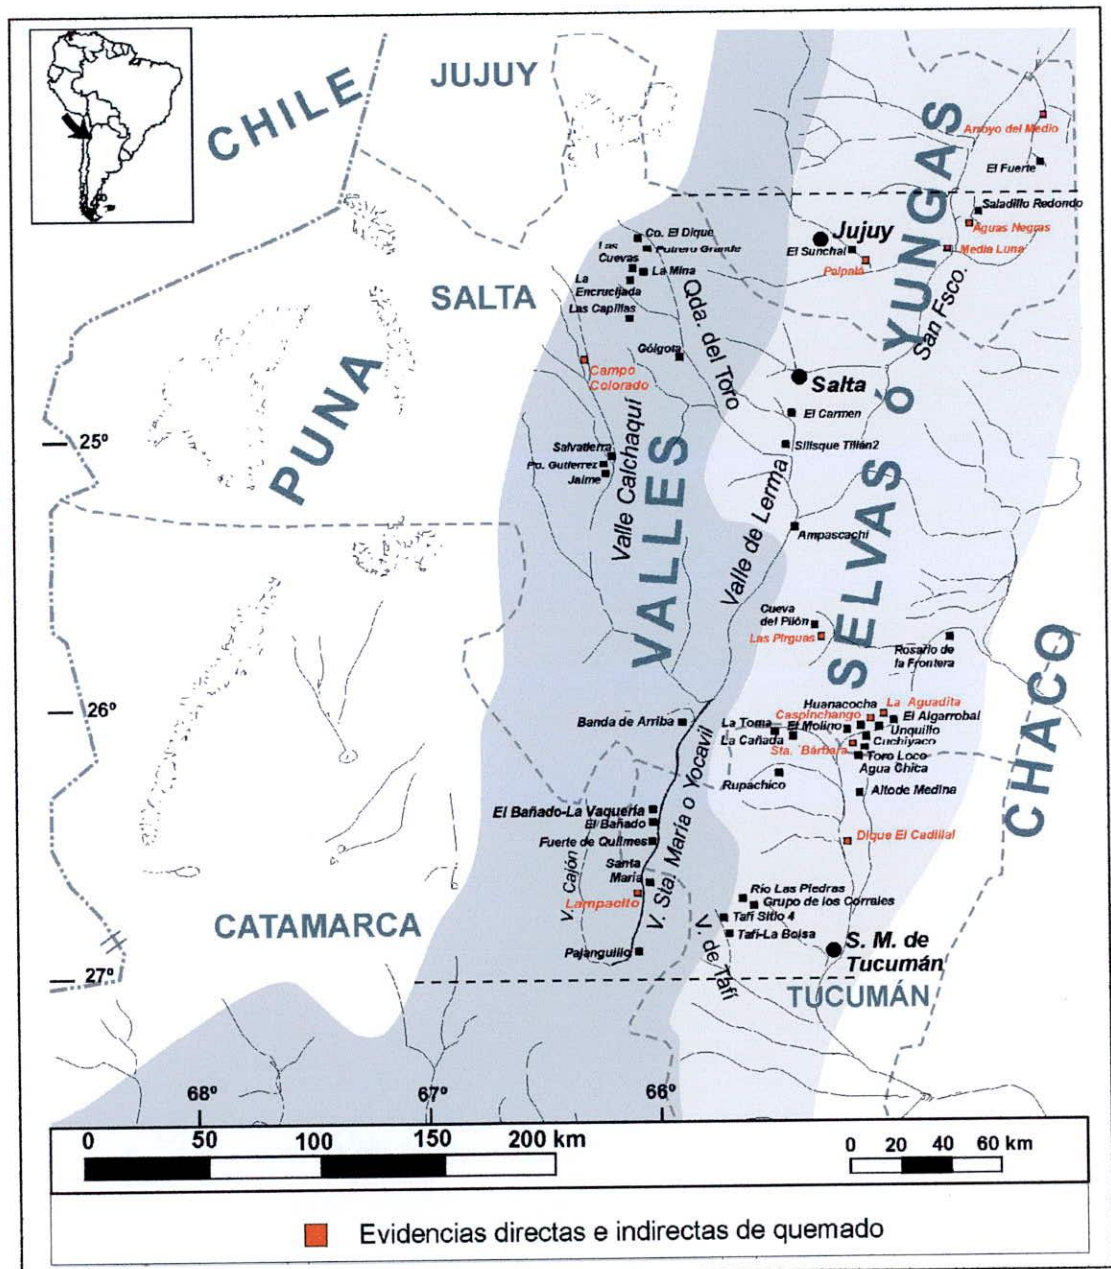 JUJUY
CHILE
SALTA
PUNA
CATAMARCA
VALLES
SELVAS ó YUNGAS
CHACO
TUCUMÁN
Arroyo del Medio
El Fuerte
Saladillo Redondo
Aguas Negras
Media Luna
Jujuy
El Sunchal
Palpalá
San Fsco.
Co. El Dique
Potrero Grande
Las
Cuevas
La Mina
La
Encrucijada
Las Capillas
Qda. del Toro
Gólgota
Campo
Colorado
Salta
El Carmen
Silisque Tilián2
Salvatierra
Po. Gutierrez
Jaime
Valle Calchaquí
Valle de Lerma
Ampascachi
Cueva
del Pilón
Las Pirguas
Rosario de
la Frontera
La Aguadita
Huanacocha
Caspinchango
El Algarrobal
La Toma
El Molino
Unquillo
La Cañada
Cuchiyaco
Sta. Bárbara
Toro Loco
Agua Chica
Rupachico
Alto de Medina
Banda de Arriba
V. Sta. María o Yocavil
El Bañado-La Vaquería
El Bañado
Fuerte de Quilmes
Santa
María
V. Cajón
Lampacito
Pajanguillo
Dique El Cadillal
Río Las Piedras
Grupo de los Corrales
Tafí Sitio 4
Tafí-La Bolsa
V. de Tafí
S. M. de
Tucumán
25º
26º
27º
68º
67º
66º
0 50 100 150 200 km
0 20 40 60 km
Evidencias directas e indirectas de quemado